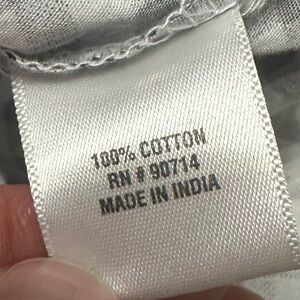 100% COTTON
RN # 90714
MADE IN INDIA